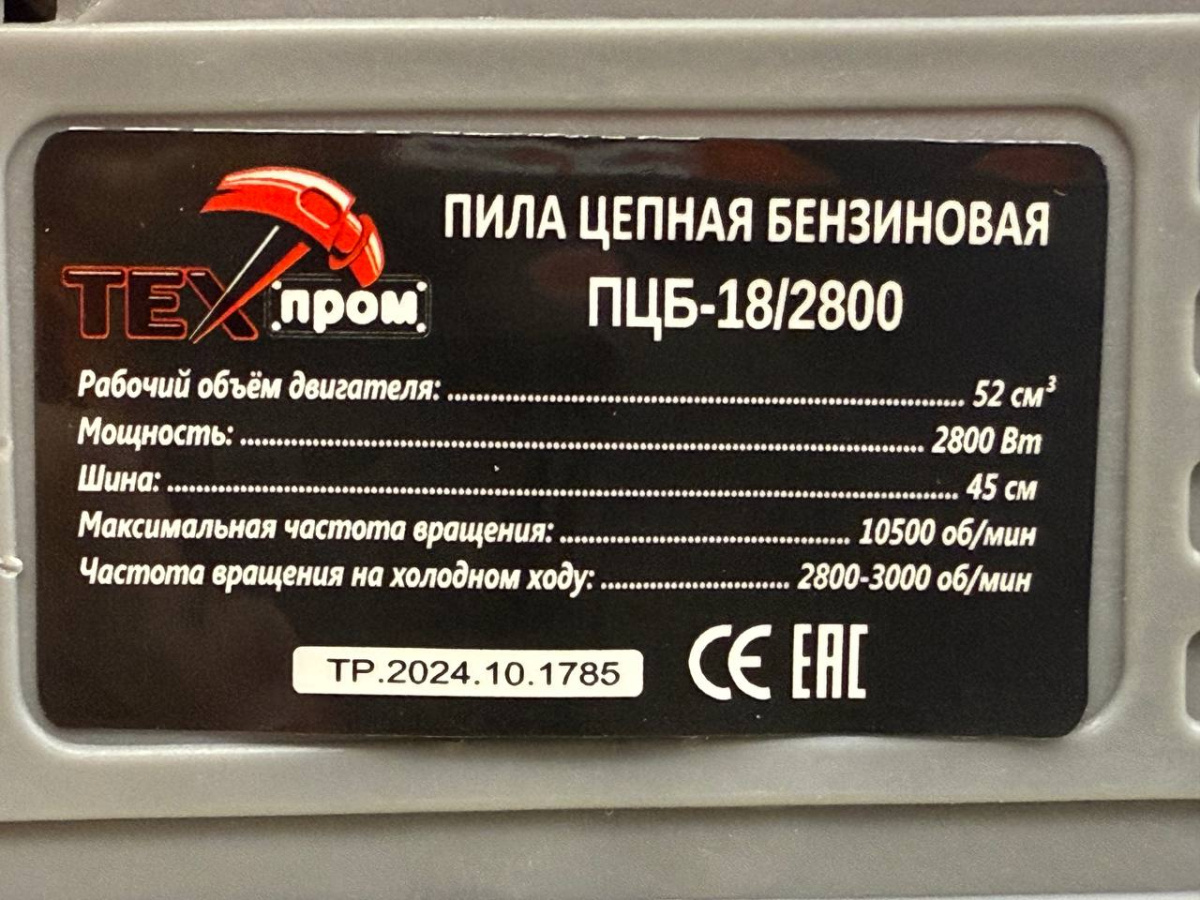 ТЕХ пром
ПИЛА ЦЕПНАЯ БЕНЗИНОВАЯ
ПЦБ-18/2800
Рабочий объём двигателя: 52 см³
Мощность: 2800 Вт
Шина: 45 см
Максимальная частота вращения: 10500 об/мин
Частота вращения на холодном ходу: 2800-3000 об/мин
TP.2024.10.1785
CE EAC